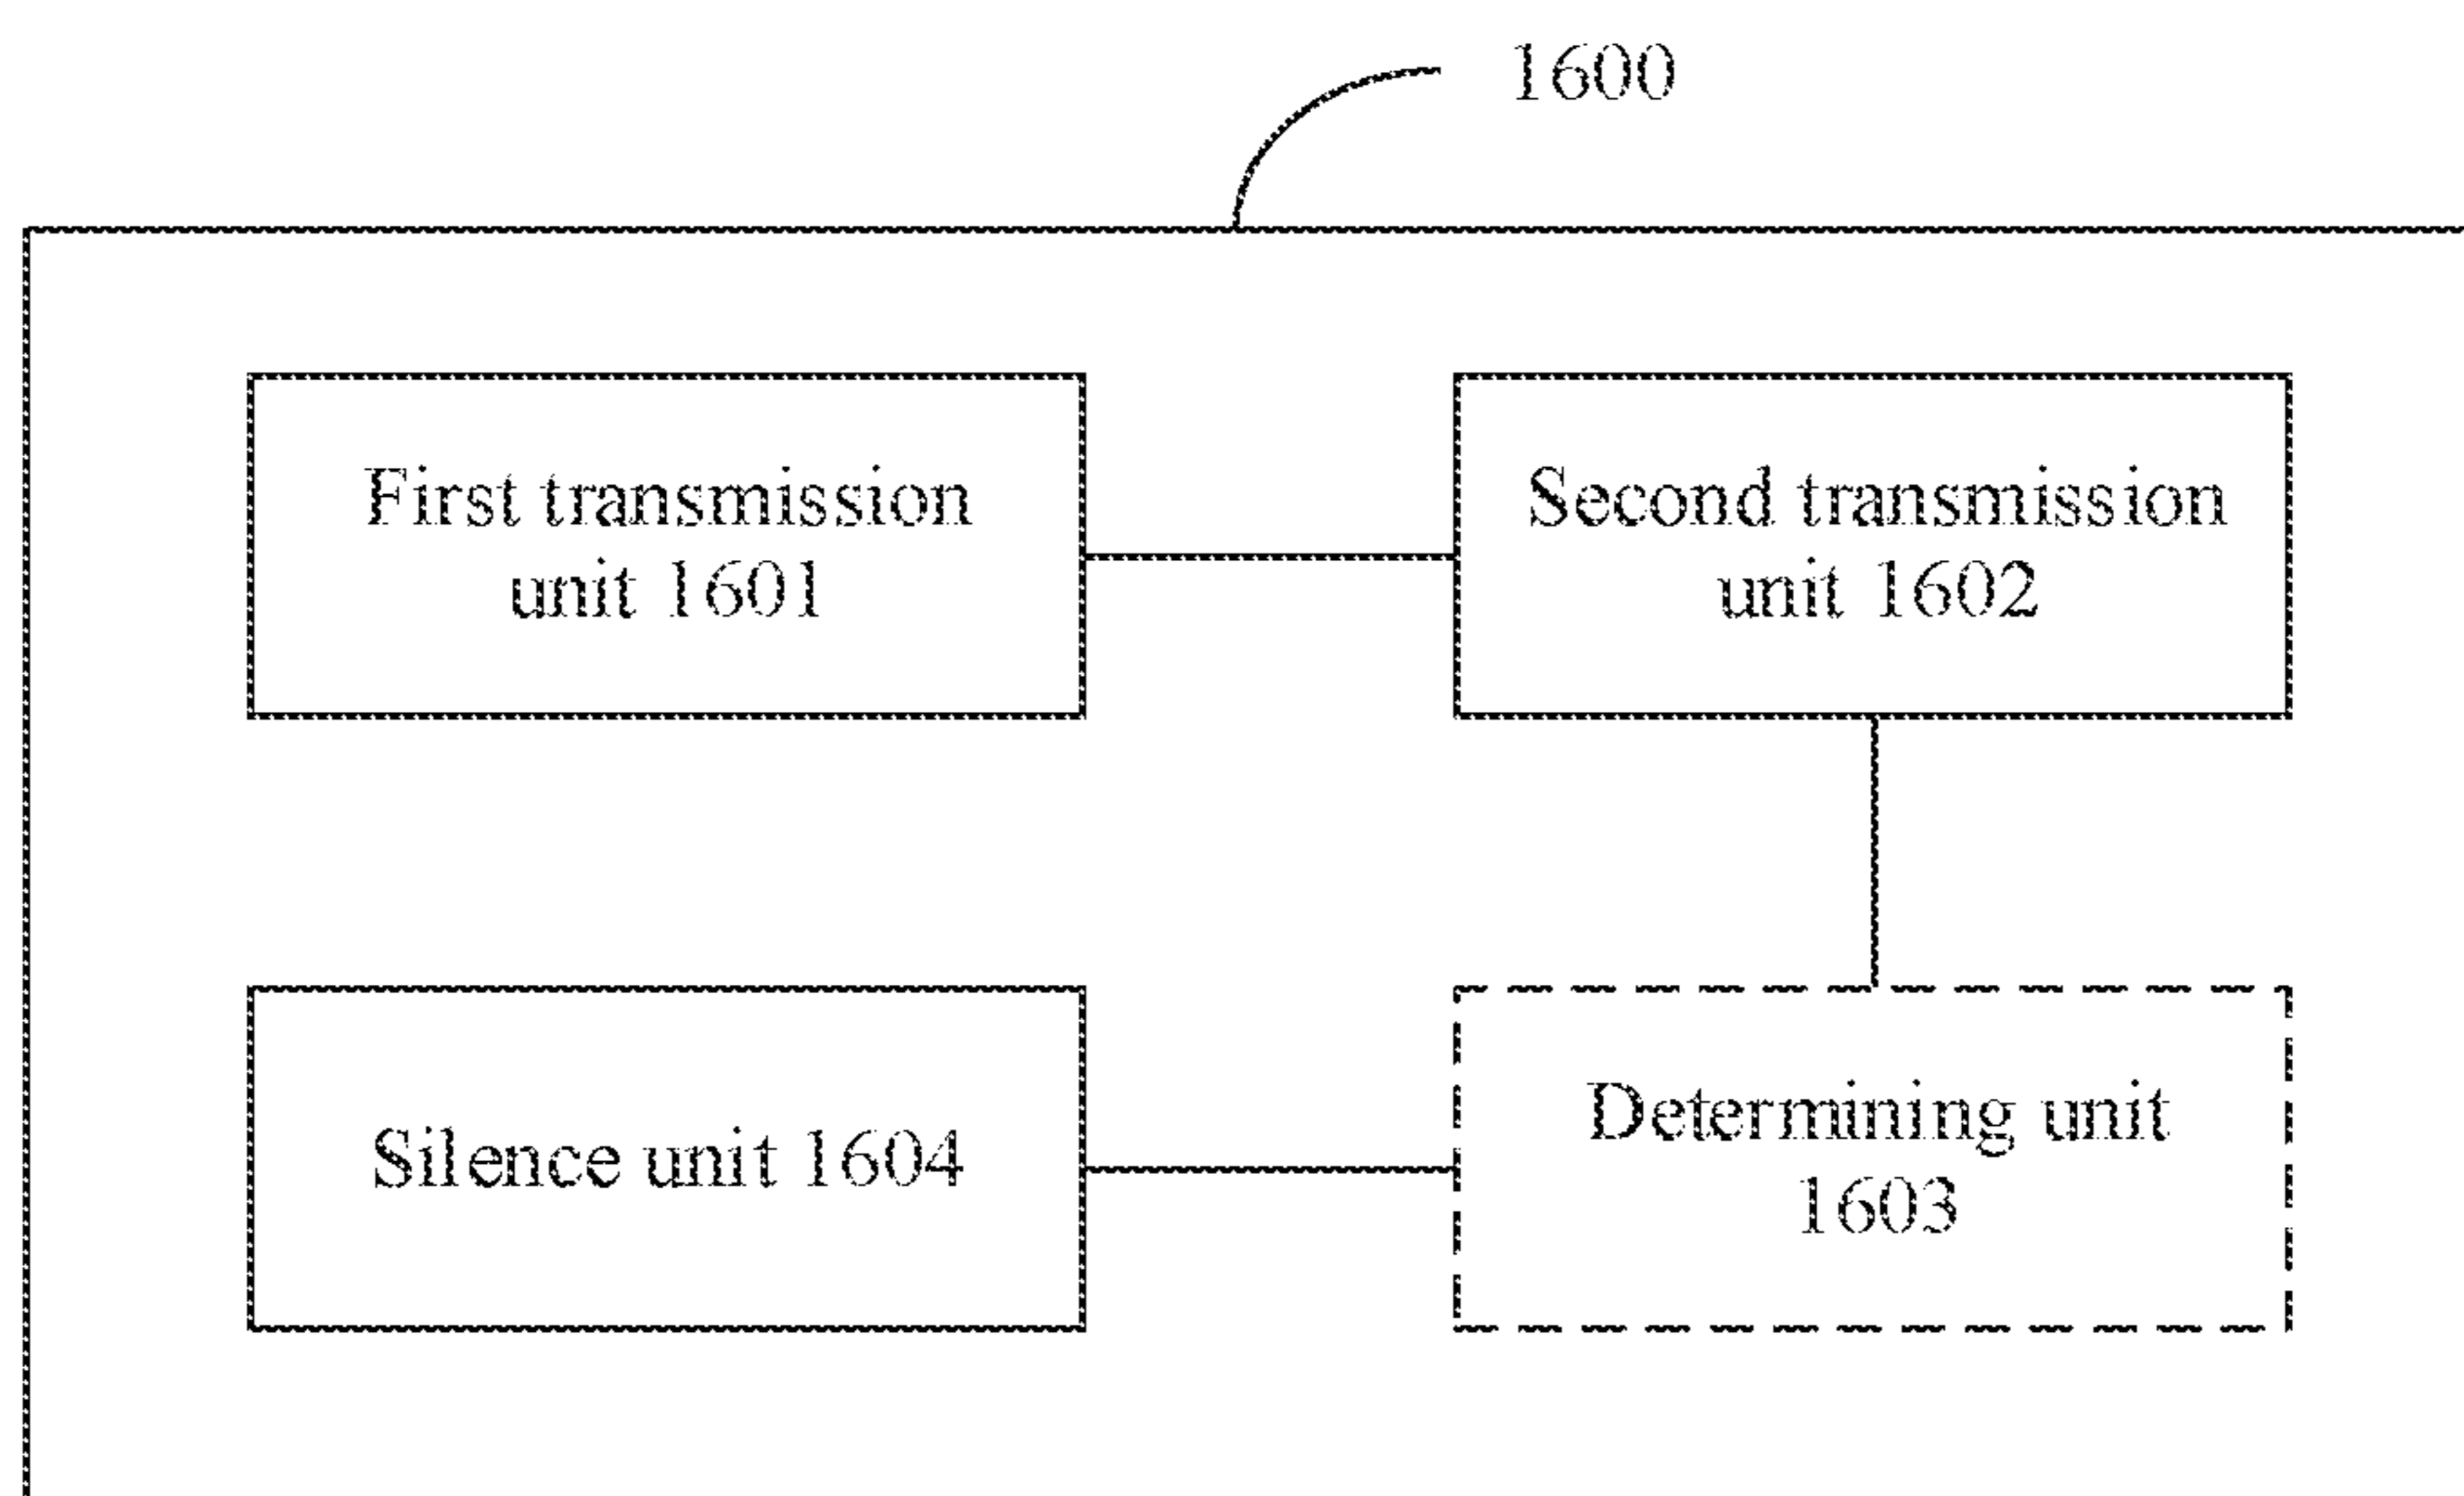 1600
First transmission
unit 1601
Second transmission
unit 1602
Silence unit 1604
Determining unit
1603